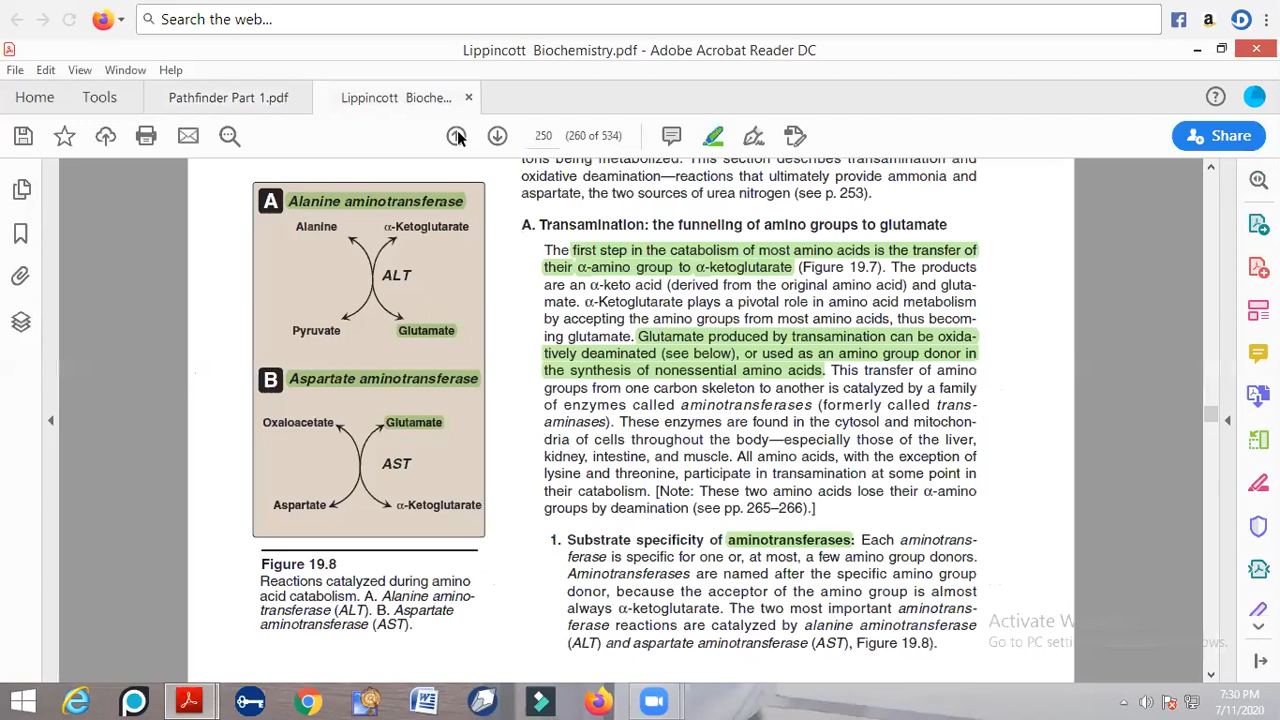 Search the web...
Lippincott Biochemistry.pdf - Adobe Acrobat Reader DC
File Edit View Window Help
Home Tools Pathfinder Part 1.pdf Lippincott Bioche... ×
250 (260 of 534) Share
A Alanine aminotransferase
Alanine α-Ketoglutarate
ALT
Pyruvate Glutamate
B Aspartate aminotransferase
Oxaloacetate Glutamate
AST
Aspartate α-Ketoglutarate
Figure 19.8
Reactions catalyzed during amino
acid catabolism. A. Alanine amino-
transferase (ALT). B. Aspartate
aminotransferase (AST).
tons being metabolized. This section describes transamination and
oxidative deamination—reactions that ultimately provide ammonia and
aspartate, the two sources of urea nitrogen (see p. 253).
A. Transamination: the funneling of amino groups to glutamate
The first step in the catabolism of most amino acids is the transfer of
their α-amino group to α-ketoglutarate (Figure 19.7). The products
are an α-keto acid (derived from the original amino acid) and gluta-
mate. α-Ketoglutarate plays a pivotal role in amino acid metabolism
by accepting the amino groups from most amino acids, thus becom-
ing glutamate. Glutamate produced by transamination can be oxida-
tively deaminated (see below), or used as an amino group donor in
the synthesis of nonessential amino acids. This transfer of amino
groups from one carbon skeleton to another is catalyzed by a family
of enzymes called aminotransferases (formerly called trans-
aminases). These enzymes are found in the cytosol and mitochon-
dria of cells throughout the body—especially those of the liver,
kidney, intestine, and muscle. All amino acids, with the exception of
lysine and threonine, participate in transamination at some point in
their catabolism. [Note: These two amino acids lose their α-amino
groups by deamination (see pp. 265–266).]
1. Substrate specificity of aminotransferases: Each aminotrans-
ferase is specific for one or, at most, a few amino group donors.
Aminotransferases are named after the specific amino group
donor, because the acceptor of the amino group is almost
always α-ketoglutarate. The two most important aminotrans-
ferase reactions are catalyzed by alanine aminotransferase
(ALT) and aspartate aminotransferase (AST), Figure 19.8).
Activate W
Go to PC setti ows.
7:30 PM
7/11/2020